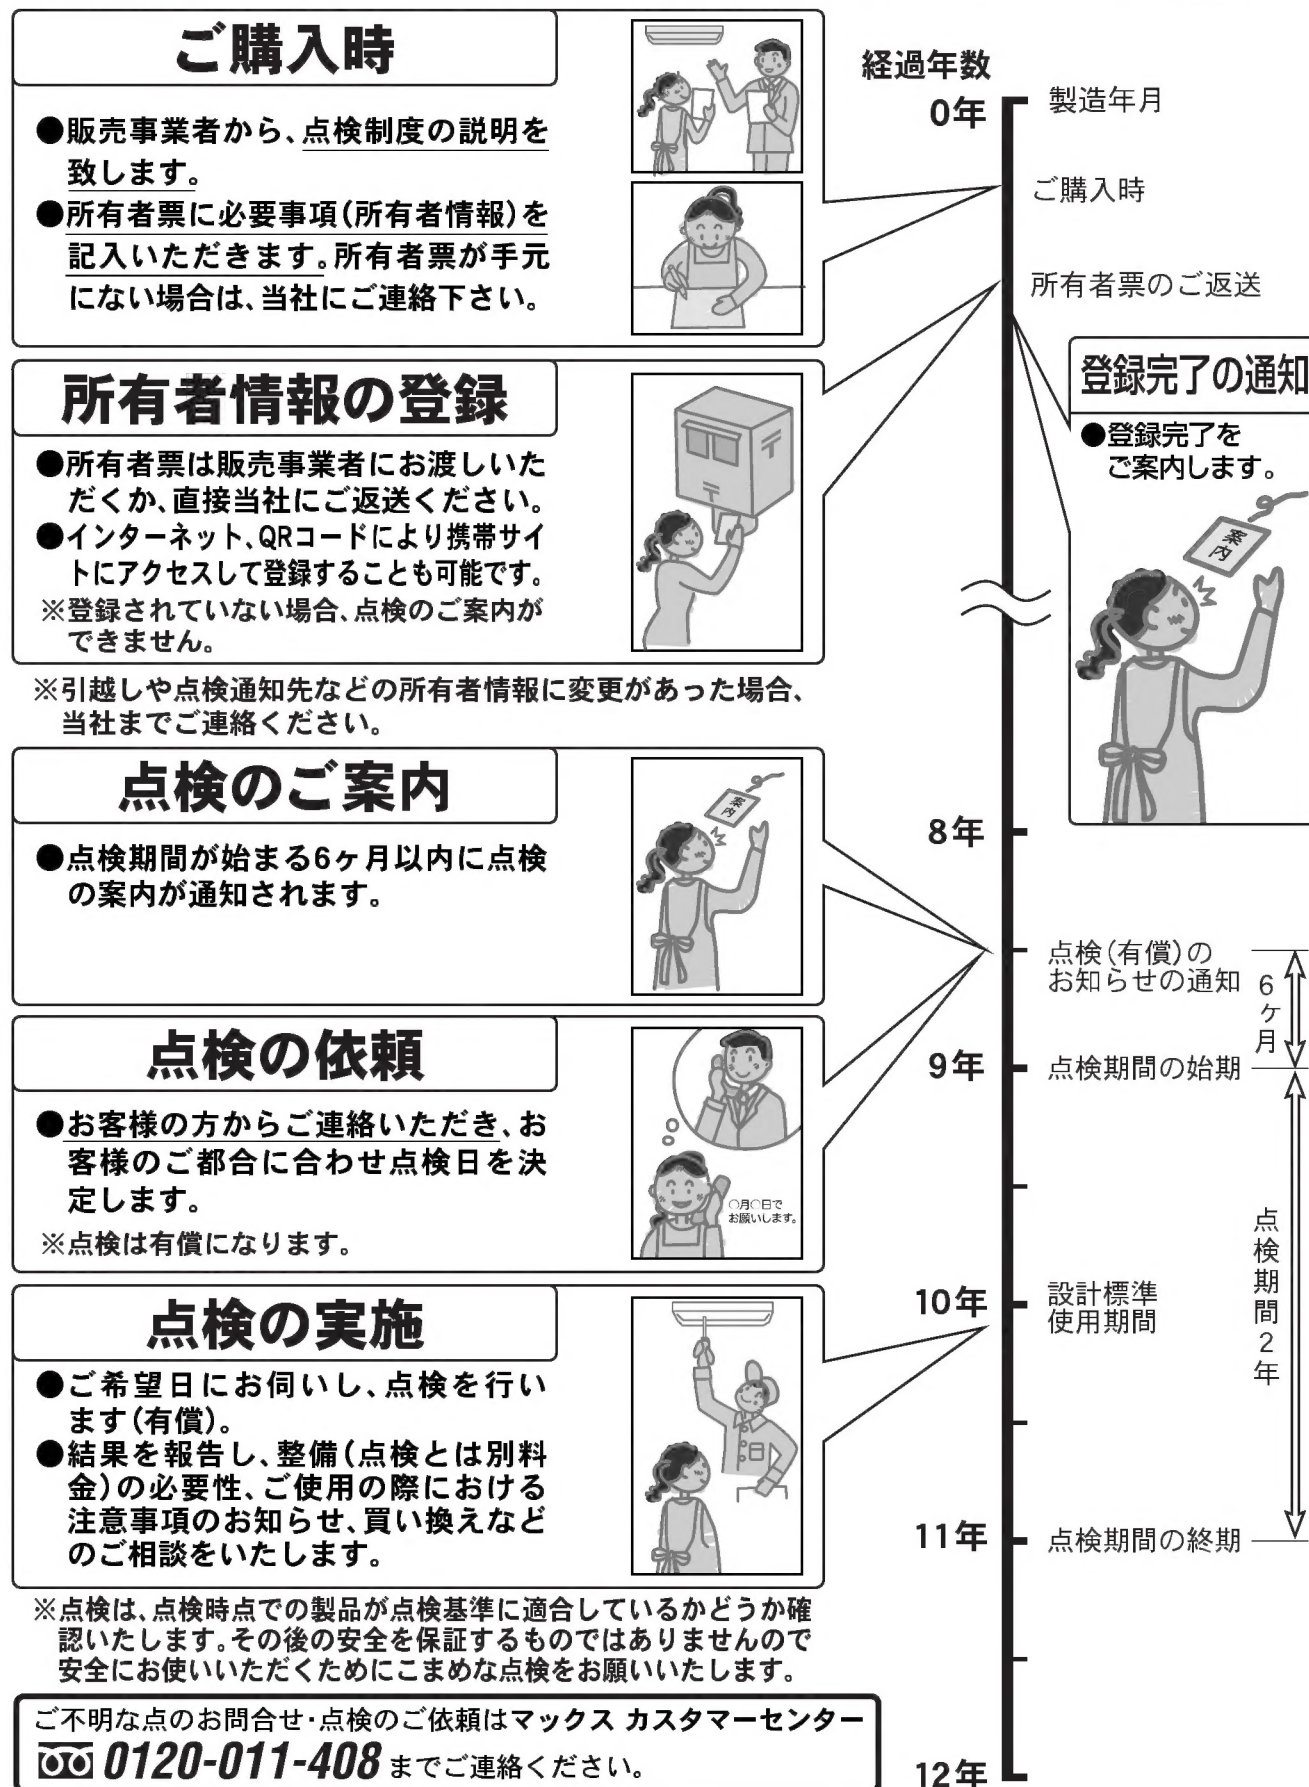 ご購入時
●販売事業者から、点検制度の説明を
致します。
●所有者票に必要事項(所有者情報)を
記入いただきます。所有者票が手元
にない場合は、当社にご連絡下さい。
所有者情報の登録
●所有者票は販売事業者にお渡しいた
だくか、直接当社にご返送ください。
●インターネット、QRコードにより携帯サイ
トにアクセスして登録することも可能です。
※登録されていない場合、点検のご案内が
できません。
※引越しや点検通知先などの所有者情報に変更があった場合、
当社までご連絡ください。
点検のご案内
●点検期間が始まる6ヶ月以内に点検
の案内が通知されます。
案内
点検の依頼
●お客様の方からご連絡いただき、お
客様のご都合に合わせ点検日を決
定します。
※点検は有償になります。
○月○日で
お願いします。
点検の実施
●ご希望日にお伺いし、点検を行い
ます(有償)。
●結果を報告し、整備(点検とは別料
金)の必要性、ご使用の際における
注意事項のお知らせ、買い換えなど
のご相談をいたします。
※点検は、点検時点での製品が点検基準に適合しているかどうか確
認いたします。その後の安全を保証するものではありませんので
安全にお使いいただくためにこまめな点検をお願いいたします。
ご不明な点のお問合せ・点検のご依頼はマックス カスタマーセンター
0120-011-408 までご連絡ください。
経過年数
0年
製造年月
ご購入時
所有者票のご返送
登録完了の通知
●登録完了を
ご案内します。
案内
8年
点検(有償)の
お知らせの通知
6ヶ月
9年
点検期間の始期
点検期間2年
10年
設計標準
使用期間
11年
点検期間の終期
12年